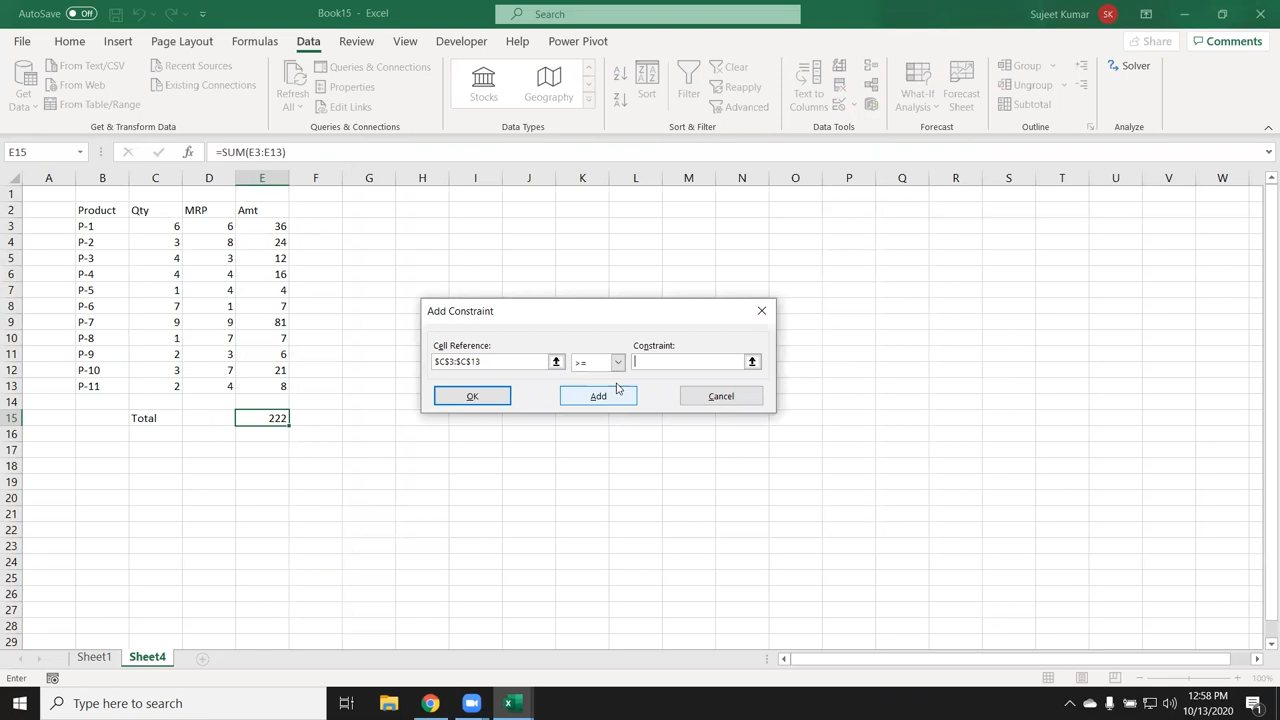 AutoSave Off Book15 - Excel Search Sujeet Kumar SK
File Home Insert Page Layout Formulas Data Review View Developer Help Power Pivot Share Comments
Get Data From Text/CSV From Web From Table/Range Recent Sources Existing Connections
Refresh All Queries & Connections Properties Edit Links
Stocks Geography
Sort Filter Clear Reapply Advanced
Text to Columns
What-If Analysis Forecast Sheet
Group Ungroup Subtotal
Solver
Get & Transform Data Queries & Connections Data Types Sort & Filter Data Tools Forecast Outline Analyze
E15 fx =SUM(E3:E13)
A B C D E F G H I J K L M N O P Q R S T U V W
1
2 Product Qty MRP Amt
3 P-1 6 6 36
4 P-2 3 8 24
5 P-3 4 3 12
6 P-4 4 4 16
7 P-5 1 4 4
8 P-6 7 1 7
9 P-7 9 9 81
10 P-8 1 7 7
11 P-9 2 3 6
12 P-10 3 7 21
13 P-11 2 4 8
14
15 Total 222
16
17
18
19
20
21
22
23
24
25
26
27
28
29
Add Constraint
Cell Reference: Constraint:
$C$3:$C$13 >=
OK Add Cancel
Sheet1 Sheet4
Enter 100%
Type here to search
12:58 PM
10/13/2020